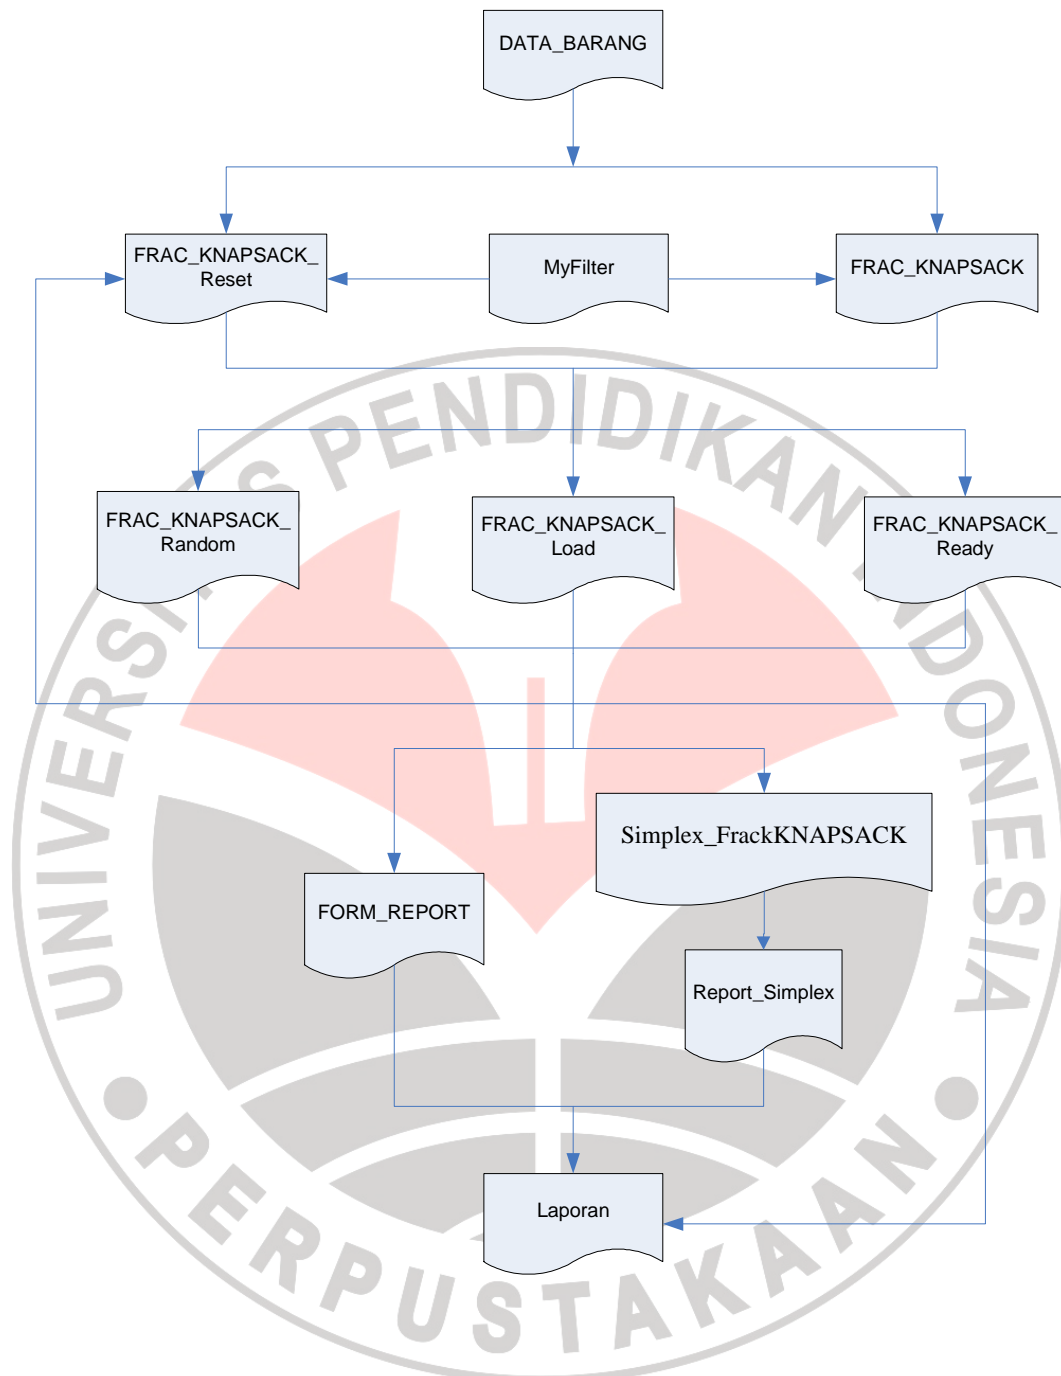 DATA_BARANG
FRAC_KNAPSACK_
Reset
MyFilter
FRAC_KNAPSACK
FRAC_KNAPSACK_
Random
FRAC_KNAPSACK_
Load
FRAC_KNAPSACK_
Ready
Simplex_FrackKNAPSACK
FORM_REPORT
Report_Simplex
Laporan
UNIVERSITAS PENDIDIKAN INDONESIA
PERPUSTAKAAN